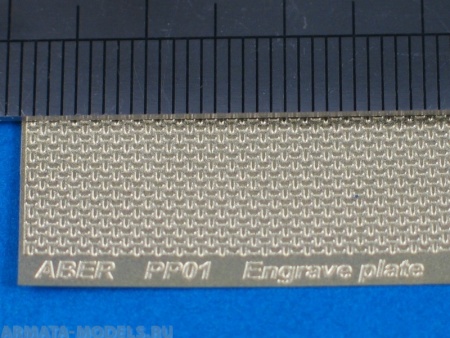 ABER PP01 Engrave plate
ARMATA-MODELS.RU